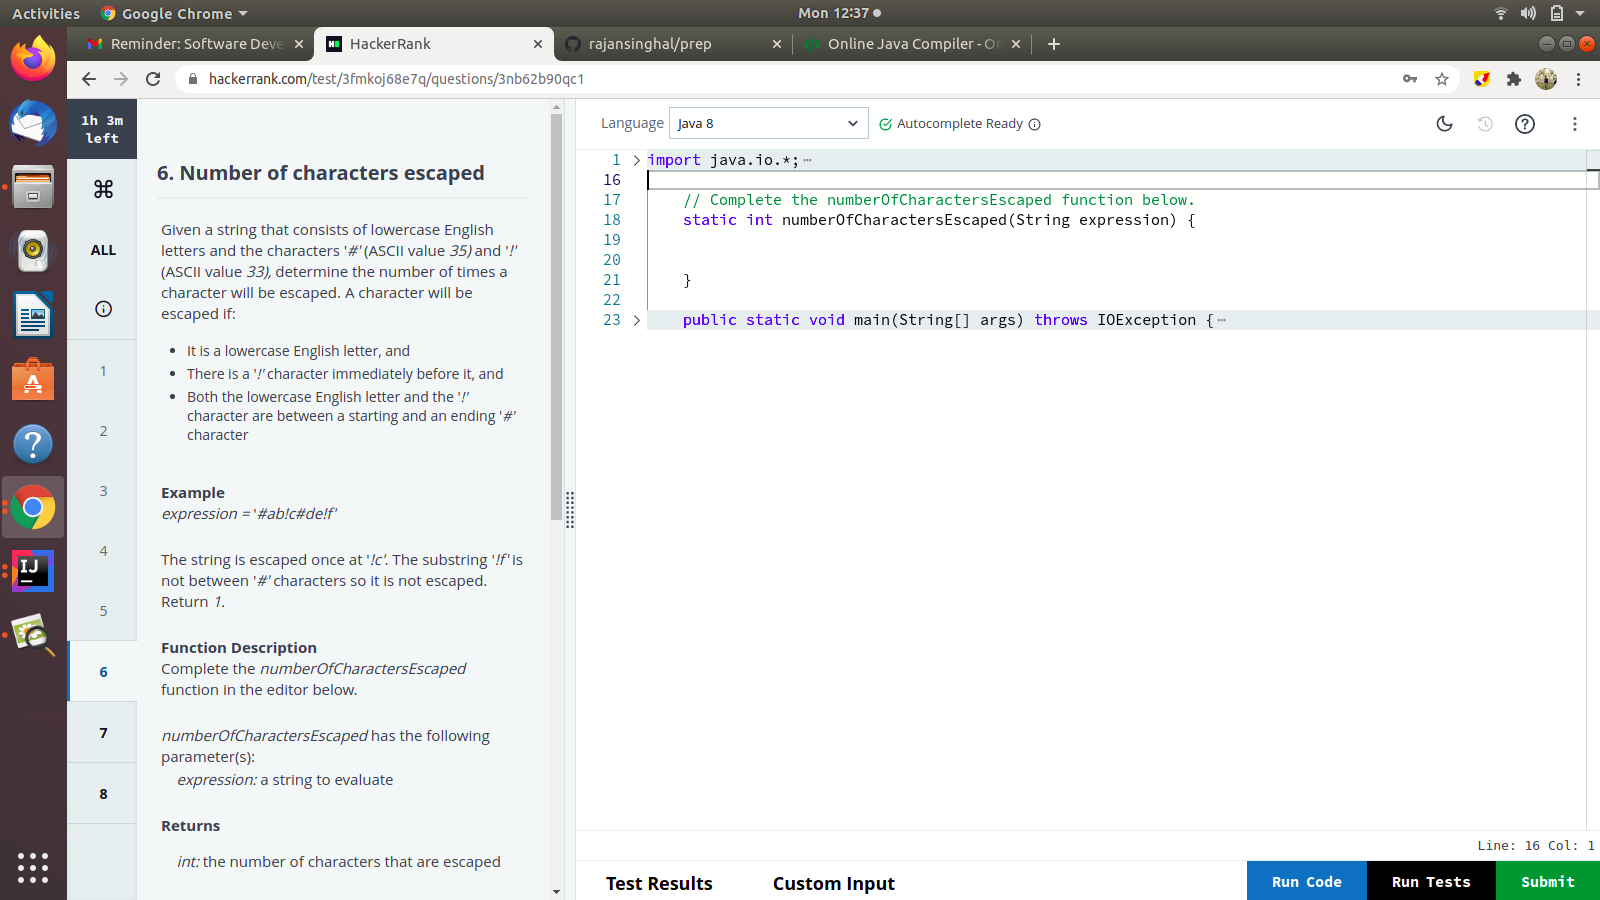 Activities
Google Chrome
Mon 12:37
Reminder: Software Deve
HackerRank
rajansinghal/prep
Online Java Compiler - On
hackerrank.com/test/3fmkoj68e7q/questions/3nb62b90qc1
1h 3m
left
ALL
1
2
3
4
5
6
7
8
6. Number of characters escaped
Given a string that consists of lowercase English
letters and the characters '#' (ASCII value 35) and '!'
(ASCII value 33), determine the number of times a
character will be escaped. A character will be
escaped if:
• It is a lowercase English letter, and
• There is a '!' character immediately before it, and
• Both the lowercase English letter and the '!'
character are between a starting and an ending '#'
character
Example
expression = '#ab!c#de!f'
The string is escaped once at '!c'. The substring '!f' is
not between '#' characters so it is not escaped.
Return 1.
Function Description
Complete the numberOfCharactersEscaped
function in the editor below.
numberOfCharactersEscaped has the following
parameter(s):
expression: a string to evaluate
Returns
int: the number of characters that are escaped
Language
Java 8
Autocomplete Ready
1 import java.io.*;
16
17 // Complete the numberOfCharactersEscaped function below.
18 static int numberOfCharactersEscaped(String expression) {
19
20
21 }
22
23 public static void main(String[] args) throws IOException {
Line: 16 Col: 1
Test Results
Custom Input
Run Code
Run Tests
Submit
IJ